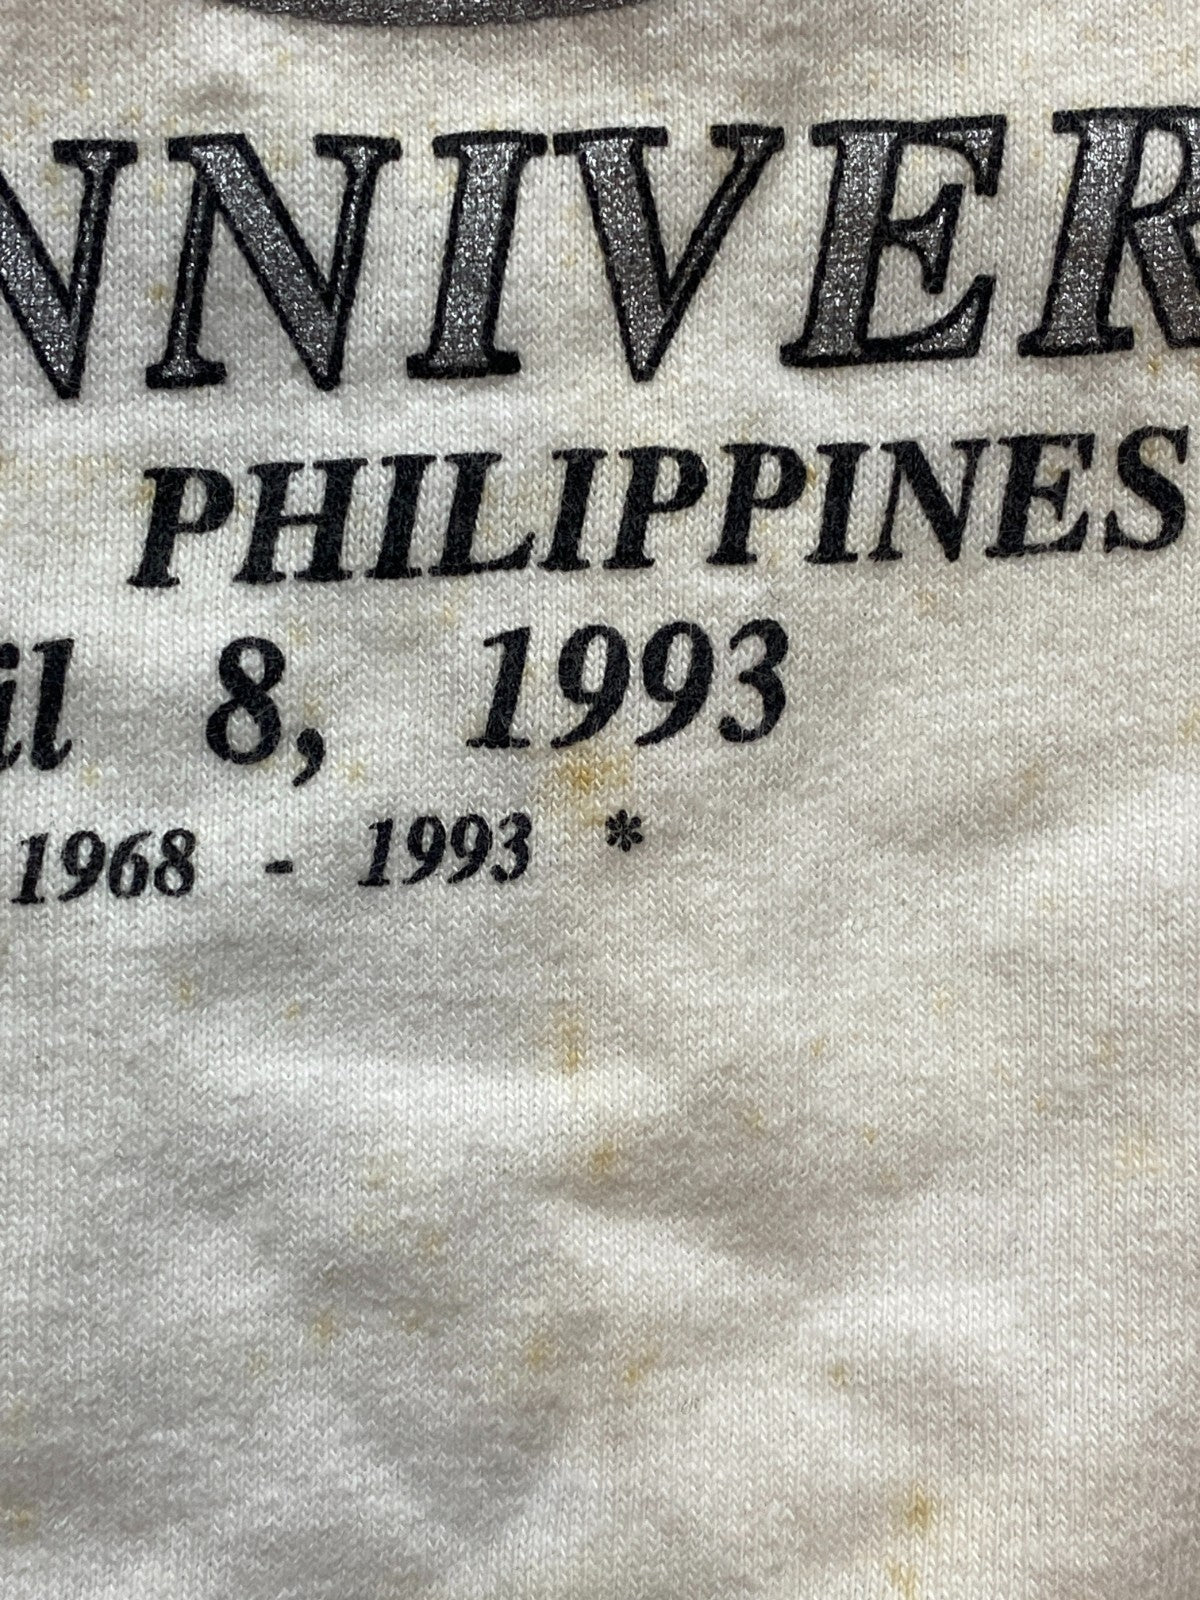 NNIVER
PHILIPPINES
il 8, 1993
1968 - 1993 *